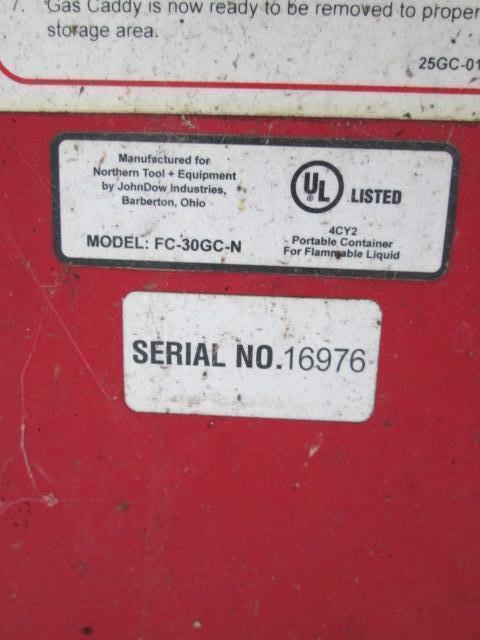 7. Gas Caddy is now ready to be removed to proper
storage area.
25GC-01
Manufactured for
Northern Tool + Equipment
by JohnDow Industries,
Barberton, Ohio
MODEL: FC-30GC-N
UL LISTED
®
4CY2
Portable Container
For Flammable Liquid
SERIAL NO.16976